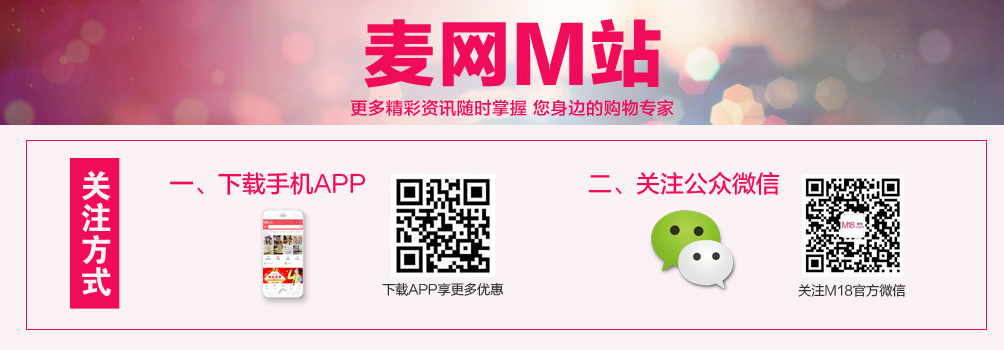 麦网M站
更多精彩资讯随时掌握 您身边的购物专家
关注方式
一、下载手机APP
下载APP享更多优惠
二、关注公众微信
M18
关注M18官方微信